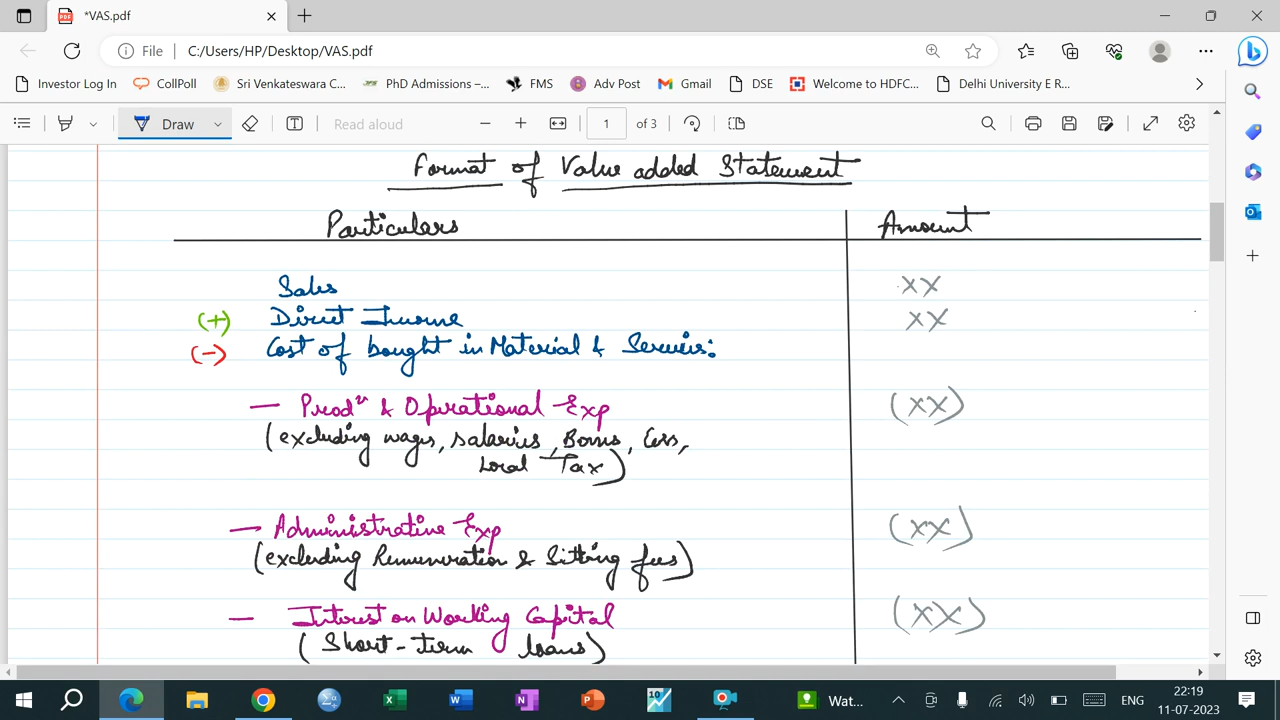 *VAS.pdf
File C:/Users/HP/Desktop/VAS.pdf
Investor Log In CollPoll Sri Venkateswara C... PhD Admissions –... FMS Adv Post Gmail DSE Welcome to HDFC... Delhi University E R...
Draw Read aloud 1 of 3
Format of Value added Statement
Particulars Amount
Sales XX
(+) Direct Income XX
(-) Cost of bought in Material & Services:
— Prodⁿ & Operational Exp (XX)
(excluding wages, salaries, Bonus, Cess,
Local Tax)
— Administrative Exp (XX)
(excluding Remuneration & Sitting fees)
— Interest on Working Capital (XX)
(Short-term loans)
Wat... ENG 22:19
11-07-2023